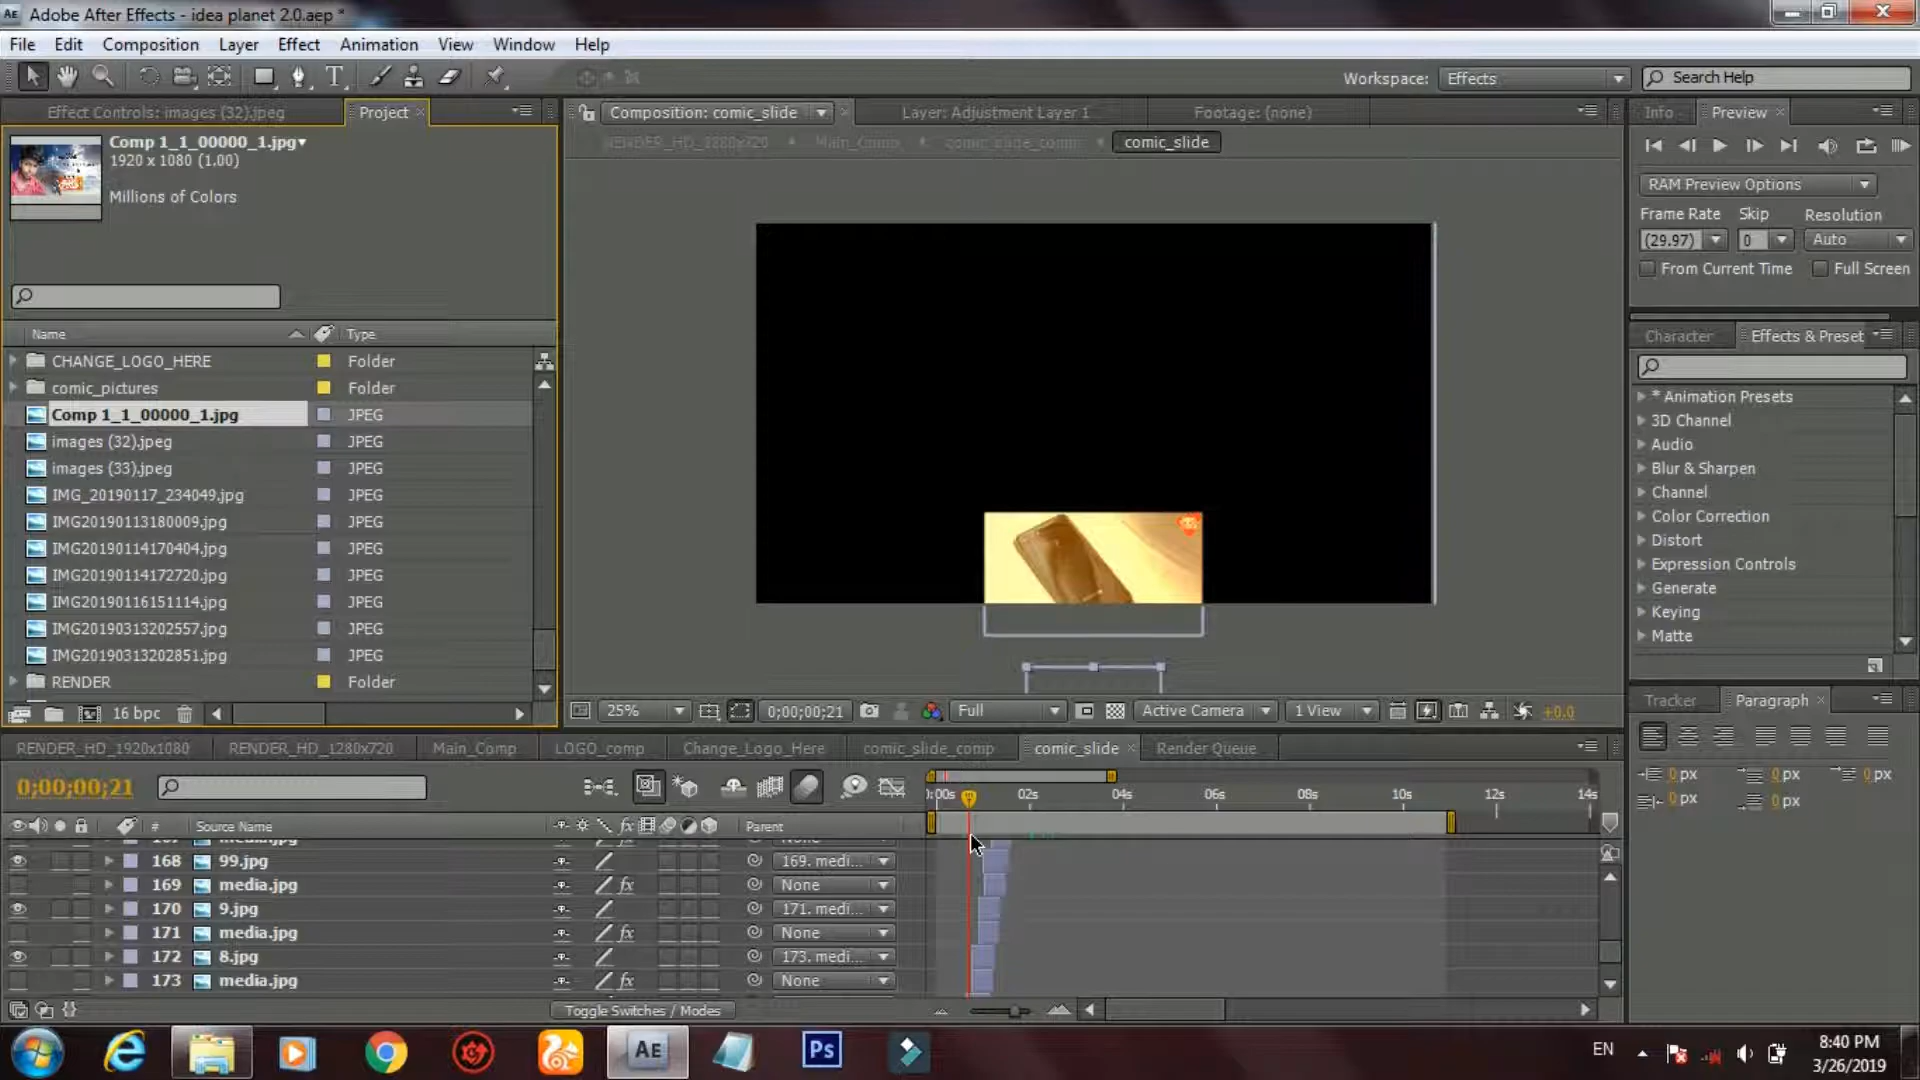 Adobe After Effects - idea planet 2.0.aep *
File Edit Composition Layer Effect Animation View Window Help
Workspace: Effects Search Help
Effect Controls: images (32).jpeg Project Composition: comic_slide Layer: Adjustment Layer 1 Footage: (none) Info Preview
Comp 1_1_00000_1.jpg
1920 x 1080 (1.00)
Millions of Colors
RENDER_HD_1280x720 Main_Comp comic_slide_comp comic_slide
RAM Preview Options
Frame Rate Skip Resolution
(29.97) 0 Auto
From Current Time Full Screen
Name Type
CHANGE_LOGO_HERE Folder
comic_pictures Folder
Comp 1_1_00000_1.jpg JPEG
images (32).jpeg JPEG
images (33).jpeg JPEG
IMG_20190117_234049.jpg JPEG
IMG20190113180009.jpg JPEG
IMG20190114170404.jpg JPEG
IMG20190114172720.jpg JPEG
IMG20190116151114.jpg JPEG
IMG20190313202557.jpg JPEG
IMG20190313202851.jpg JPEG
RENDER Folder
16 bpc
Character Effects & Preset
* Animation Presets
3D Channel
Audio
Blur & Sharpen
Channel
Color Correction
Distort
Expression Controls
Generate
Keying
Matte
25% 0;00;00;21 Full Active Camera 1 View +0.0
Tracker Paragraph
0 px 0 px 0 px
0 px 0 px
RENDER_HD_1920x1080 RENDER_HD_1280x720 Main_Comp LOGO_comp Change_Logo_Here comic_slide_comp comic_slide Render Queue
0;00;00;21
):00s 02s 04s 06s 08s 10s 12s 14s
# Source Name fx Parent
168 99.jpg 169. medi...
169 media.jpg fx None
170 9.jpg 171. medi...
171 media.jpg fx None
172 8.jpg 173. medi...
173 media.jpg fx None
Toggle Switches / Modes
AE Ps
EN
8:40 PM
3/26/2019